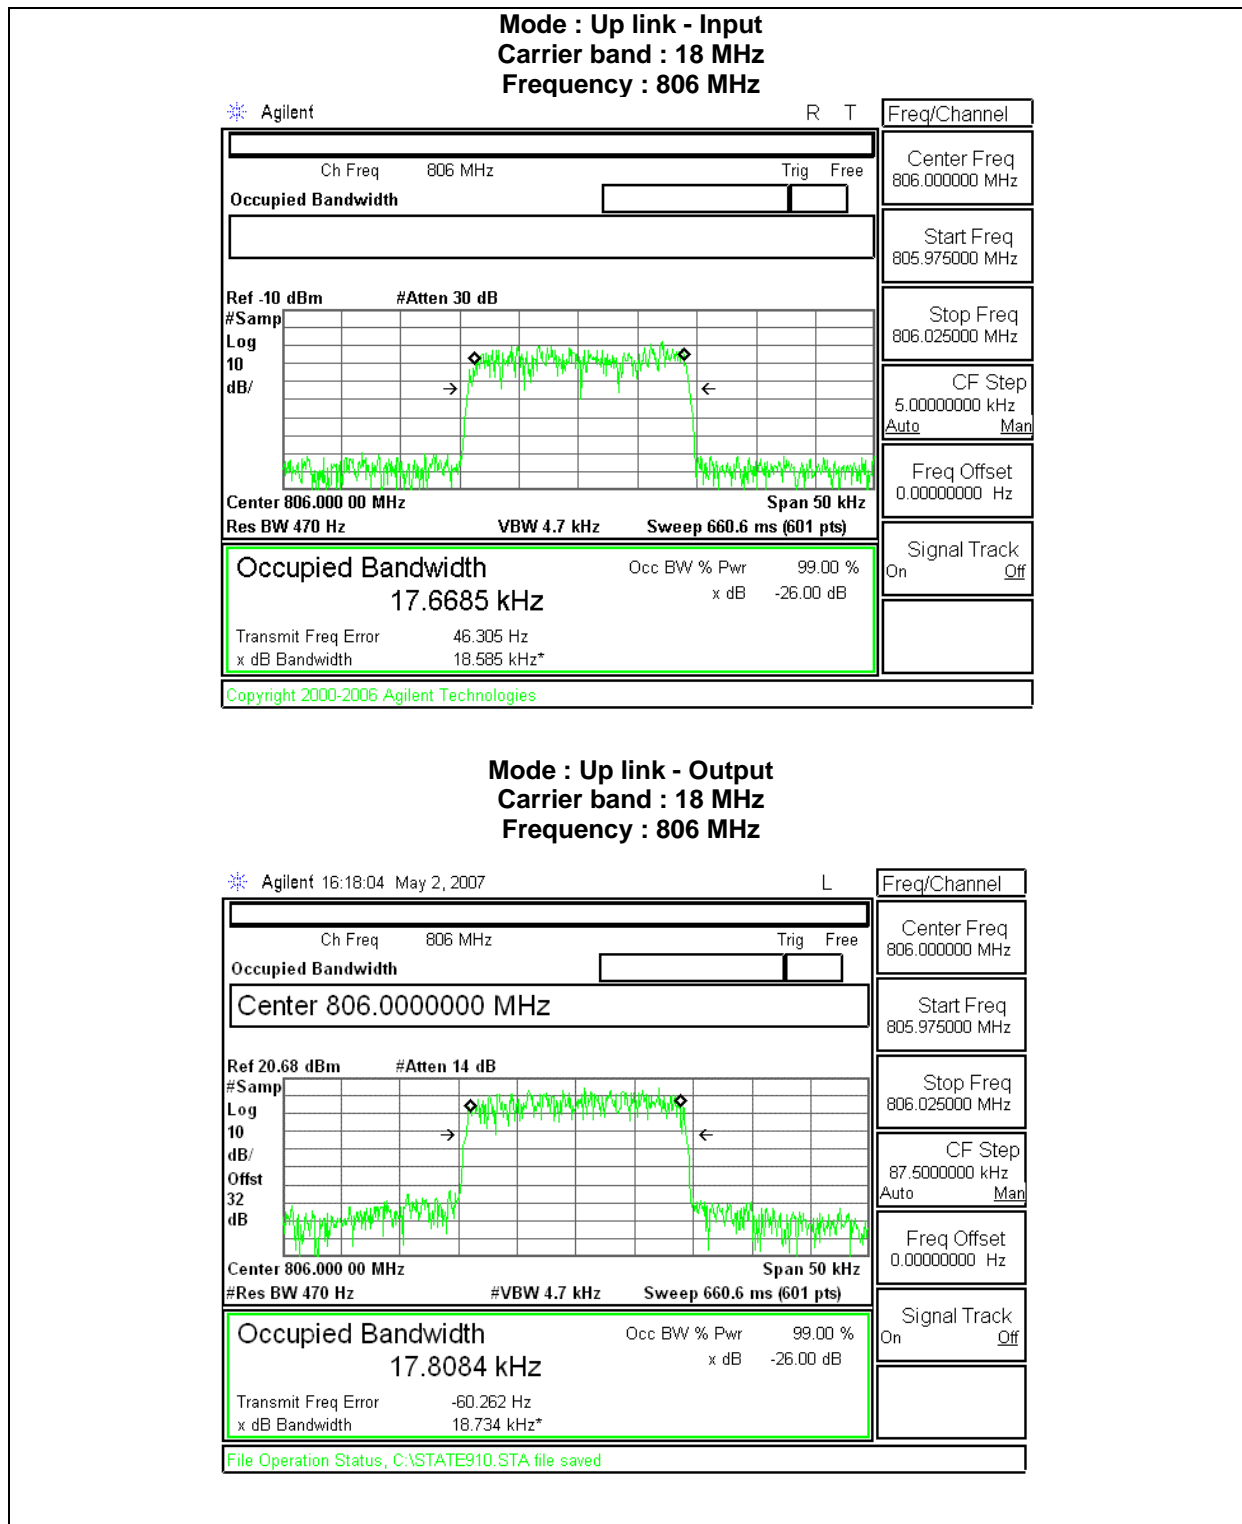 Mode : Up link - Input
Carrier band : 18 MHz
Frequency : 806 MHz
Agilent R T Freq/Channel
Ch Freq 806 MHz Trig Free
Occupied Bandwidth
Center Freq
806.000000 MHz
Start Freq
805.975000 MHz
Stop Freq
806.025000 MHz
CF Step
5.00000000 kHz
Auto Man
Freq Offset
0.00000000 Hz
Signal Track
On Off
Ref -10 dBm #Atten 30 dB
#Samp
Log
10
dB/
Center 806.000 00 MHz Span 50 kHz
Res BW 470 Hz VBW 4.7 kHz Sweep 660.6 ms (601 pts)
Occupied Bandwidth Occ BW % Pwr 99.00 %
17.6685 kHz x dB -26.00 dB
Transmit Freq Error 46.305 Hz
x dB Bandwidth 18.585 kHz*
Copyright 2000-2006 Agilent Technologies
Mode : Up link - Output
Carrier band : 18 MHz
Frequency : 806 MHz
Agilent 16:18:04 May 2, 2007 L Freq/Channel
Ch Freq 806 MHz Trig Free
Occupied Bandwidth
Center 806.0000000 MHz
Center Freq
806.000000 MHz
Start Freq
805.975000 MHz
Stop Freq
806.025000 MHz
CF Step
87.5000000 kHz
Auto Man
Freq Offset
0.00000000 Hz
Signal Track
On Off
Ref 20.68 dBm #Atten 14 dB
#Samp
Log
10
dB/
Offst
32
dB
Center 806.000 00 MHz Span 50 kHz
#Res BW 470 Hz #VBW 4.7 kHz Sweep 660.6 ms (601 pts)
Occupied Bandwidth Occ BW % Pwr 99.00 %
17.8084 kHz x dB -26.00 dB
Transmit Freq Error -60.262 Hz
x dB Bandwidth 18.734 kHz*
File Operation Status, C:\STATE910.STA file saved